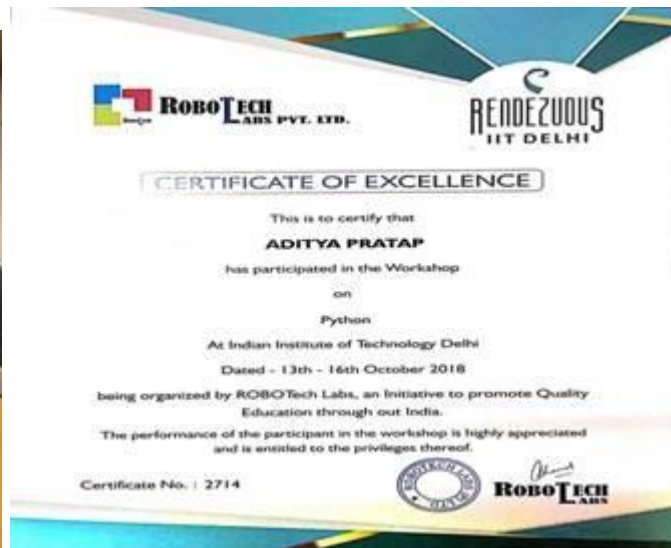 ROBOTECH
LABS PVT. LTD.
RENDEZVOUS
IIT DELHI
CERTIFICATE OF EXCELLENCE
This is to certify that
ADITYA PRATAP
has participated in the Workshop
on
Python
At Indian Institute of Technology Delhi
Dated - 13th - 16th October 2018
being organized by ROBOTech Labs, an Initiative to promote Quality
Education through out India.
The performance of the participant in the workshop is highly appreciated
and is entitled to the privileges thereof.
Certificate No. : 2714
ROBOTECH LABS
ROBOTECH
LABS